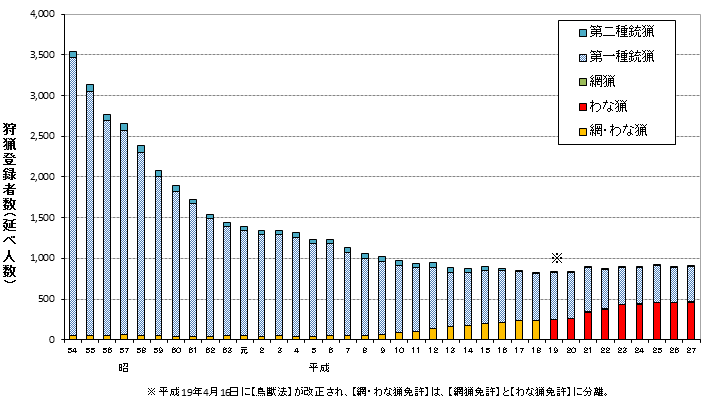 4,000
3,500
3,000
2,500
2,000
1,500
1,000
500
0
狩猟登録者数(延べ人数)
第二種銃猟
第一種銃猟
網猟
わな猟
網・わな猟
※
54 55 56 57 58 59 60 61 62 63 元 2 3 4 5 6 7 8 9 10 11 12 13 14 15 16 17 18 19 20 21 22 23 24 25 26 27
昭 平成
※ 平成19年4月16日に【鳥獣法】が改正され、【網・わな猟免許】は、【網猟免許】と【わな猟免許】に分離。